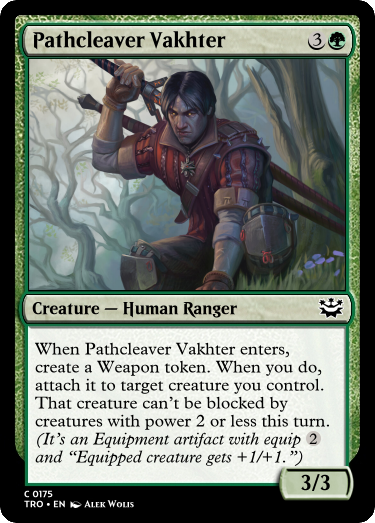 Pathcleaver Vakhter 3
Creature — Human Ranger
When Pathcleaver Vakhter enters,
create a Weapon token. When you do,
attach it to target creature you control.
That creature can't be blocked by
creatures with power 2 or less this turn.
(It's an Equipment artifact with equip 2
and “Equipped creature gets +1/+1.”)
3/3
C 0175
TRO • EN Alek Wolis